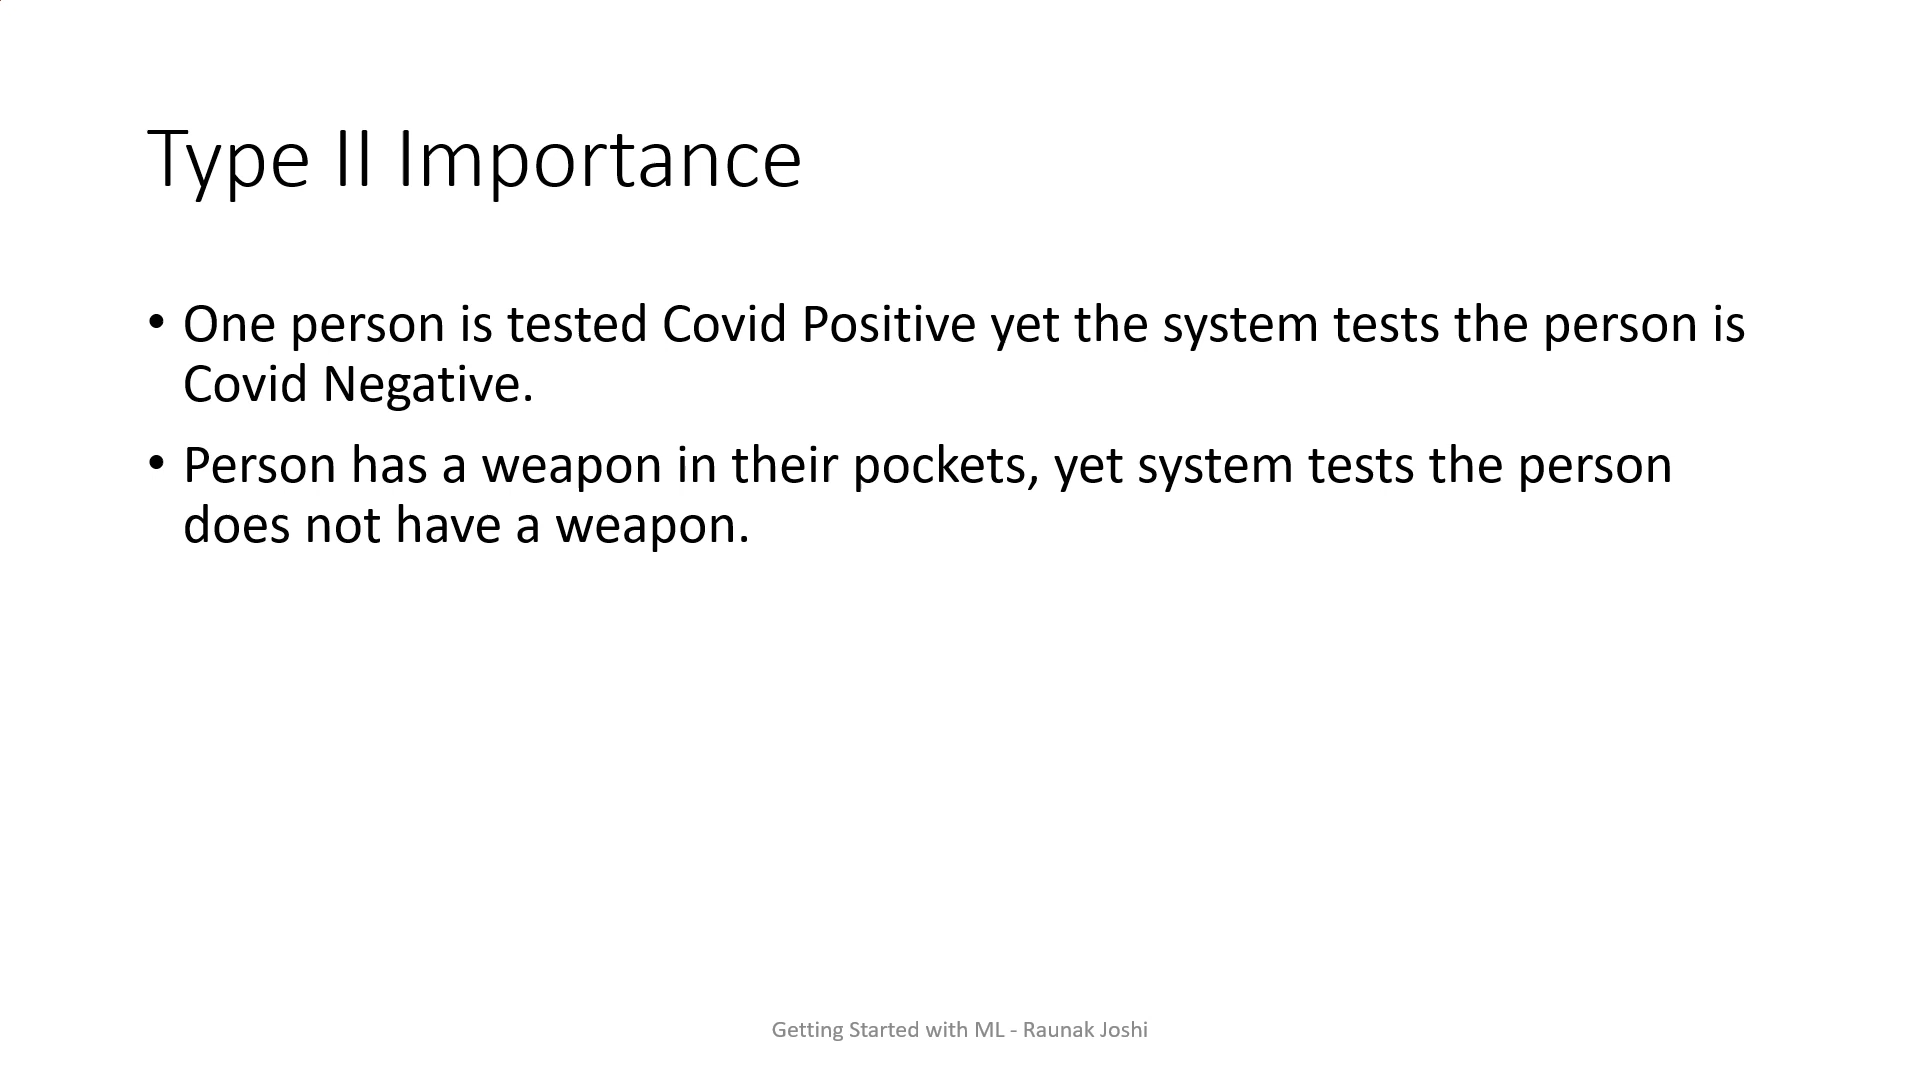 Type II Importance
• One person is tested Covid Positive yet the system tests the person is
Covid Negative.
• Person has a weapon in their pockets, yet system tests the person
does not have a weapon.
Getting Started with ML - Raunak Joshi